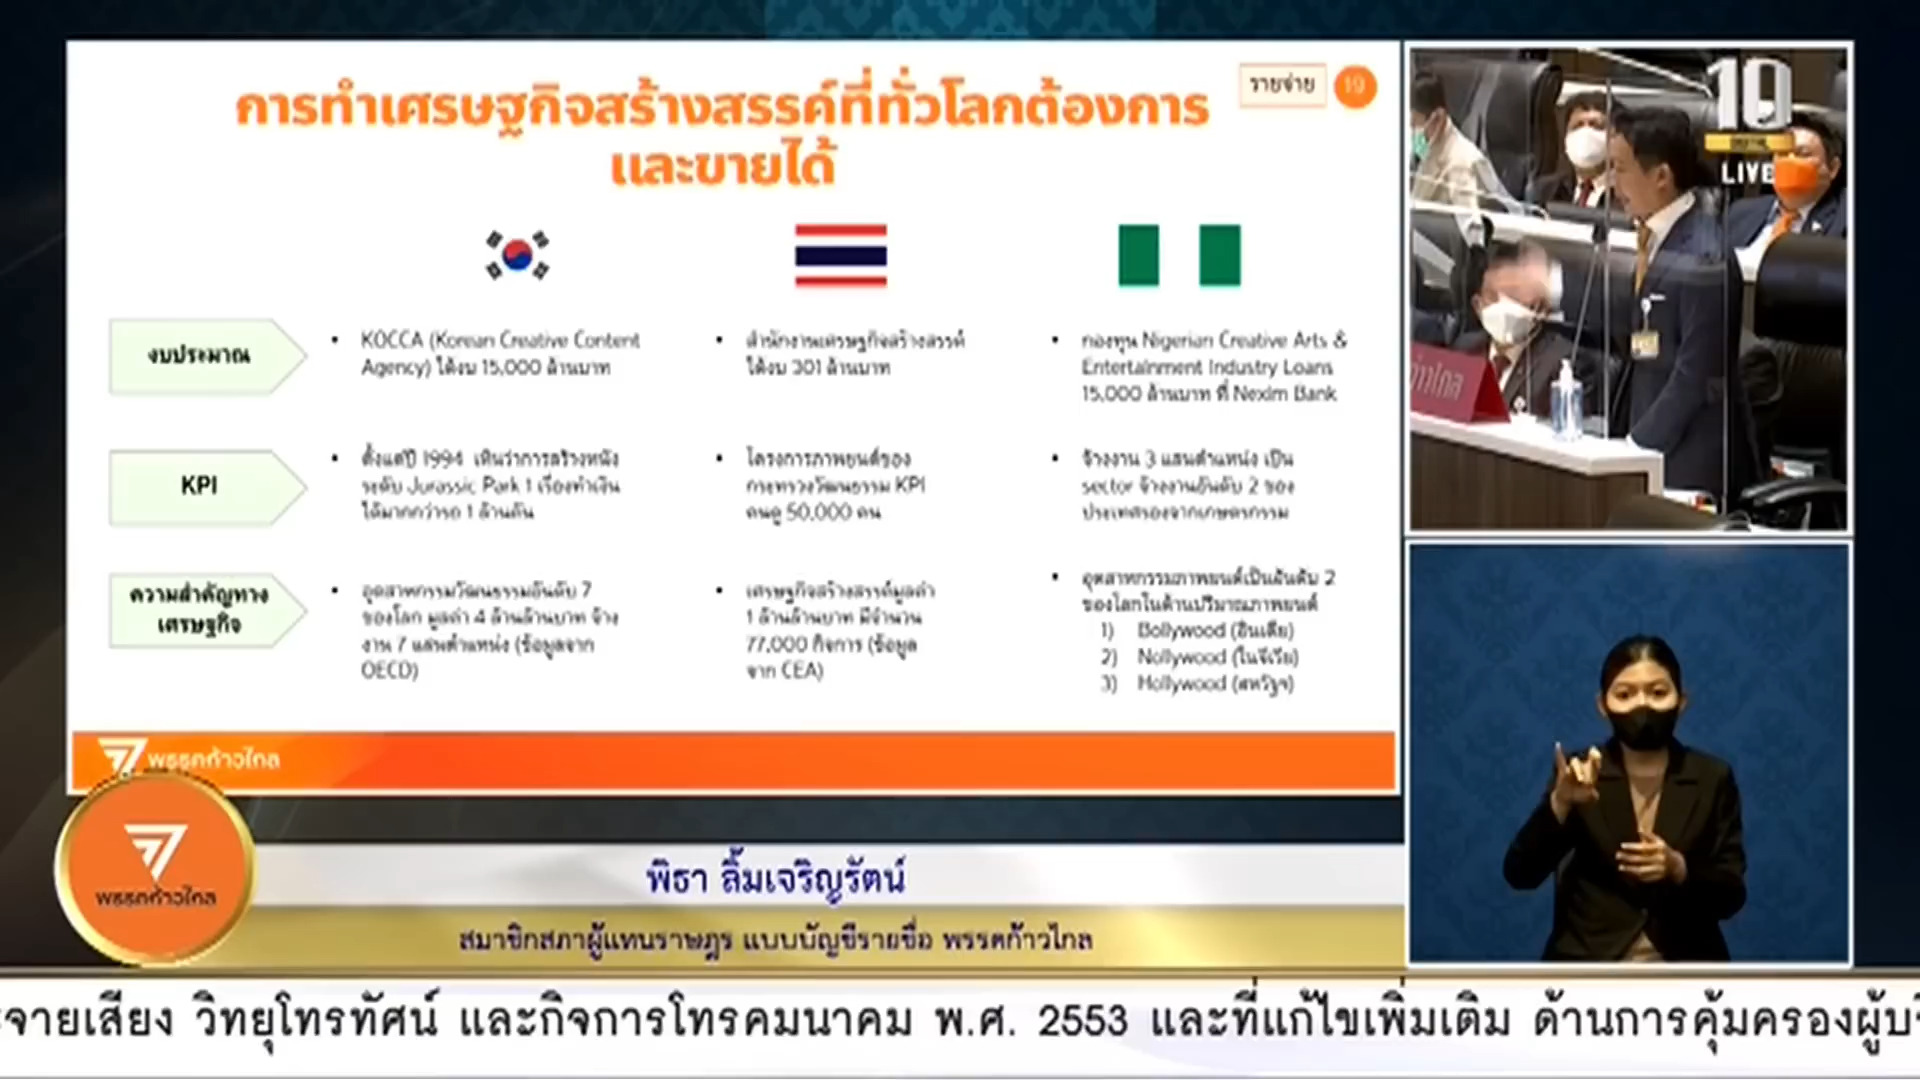 การทำเศรษฐกิจสร้างสรรค์ที่ทั่วโลกต้องการ
และขายได้
รายจ่าย 19
งบประมาณ
KOCCA (Korean Creative Content
Agency) ได้งบ 15,000 ล้านบาท
สำนักงานเศรษฐกิจสร้างสรรค์
ได้งบ 301 ล้านบาท
กองทุน Nigerian Creative Arts &
Entertainment Industry Loans
15,000 ล้านบาท ที่ Nexim Bank
KPI
ตั้งแต่ปี 1994 เห็นว่าการสร้างหนัง
ระดับ Jurassic Park 1 เรื่องทำเงิน
ได้มากกว่ารถ 1 ล้านคัน
โครงการภาพยนต์ของ
กระทรวงวัฒนธรรม KPI
คนดู 50,000 คน
จ้างงาน 3 แสนตำแหน่ง เป็น
sector จ้างงานอันดับ 2 ของ
ประเทศรองจากเกษตรกรรม
ความสำคัญทาง
เศรษฐกิจ
อุตสาหกรรมวัฒนธรรมอันดับ 7
ของโลก มูลค่า 4 ล้านล้านบาท จ้าง
งาน 7 แสนตำแหน่ง (ข้อมูลจาก
OECD)
เศรษฐกิจสร้างสรรค์มูลค่า
1 ล้านล้านบาท มีจำนวน
77,000 กิจการ (ข้อมูล
จาก CEA)
อุตสาหกรรมภาพยนต์เป็นอันดับ 2
ของโลกในด้านปริมาณภาพยนต์
1) Bollywood (อินเดีย)
2) Nollywood (ไนจีเรีย)
3) Hollywood (สหรัฐฯ)
พรรคก้าวไกล
10
LIVE
ก้าวไกล
พรรคก้าวไกล
พิธา ลิ้มเจริญรัตน์
สมาชิกสภาผู้แทนราษฎร แบบบัญชีรายชื่อ พรรคก้าวไกล
จายเสียง วิทยุโทรทัศน์ และกิจการโทรคมนาคม พ.ศ. 2553 และที่แก้ไขเพิ่มเติม ด้านการคุ้มครองผู้บ